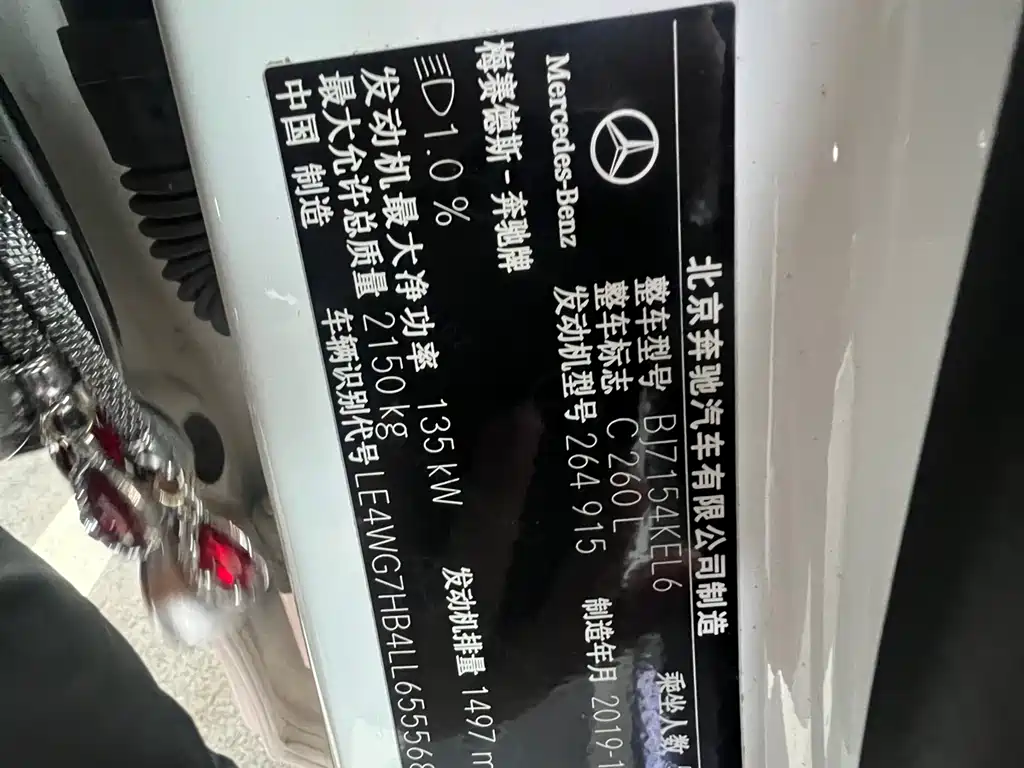 北京奔驰汽车有限公司制造
整车型号 BJ7154KEL6 乘坐人数
整车标志 C 260 L
发动机型号 264 915 制造年月 2019-1
Mercedes-Benz
梅赛德斯-奔驰牌
1.0 %
发动机最大净功率 135 kW 发动机排量 1497 m
最大允许总质量 2150 kg
中国 制造 车辆识别代号 LE4WG7HB4LL655568